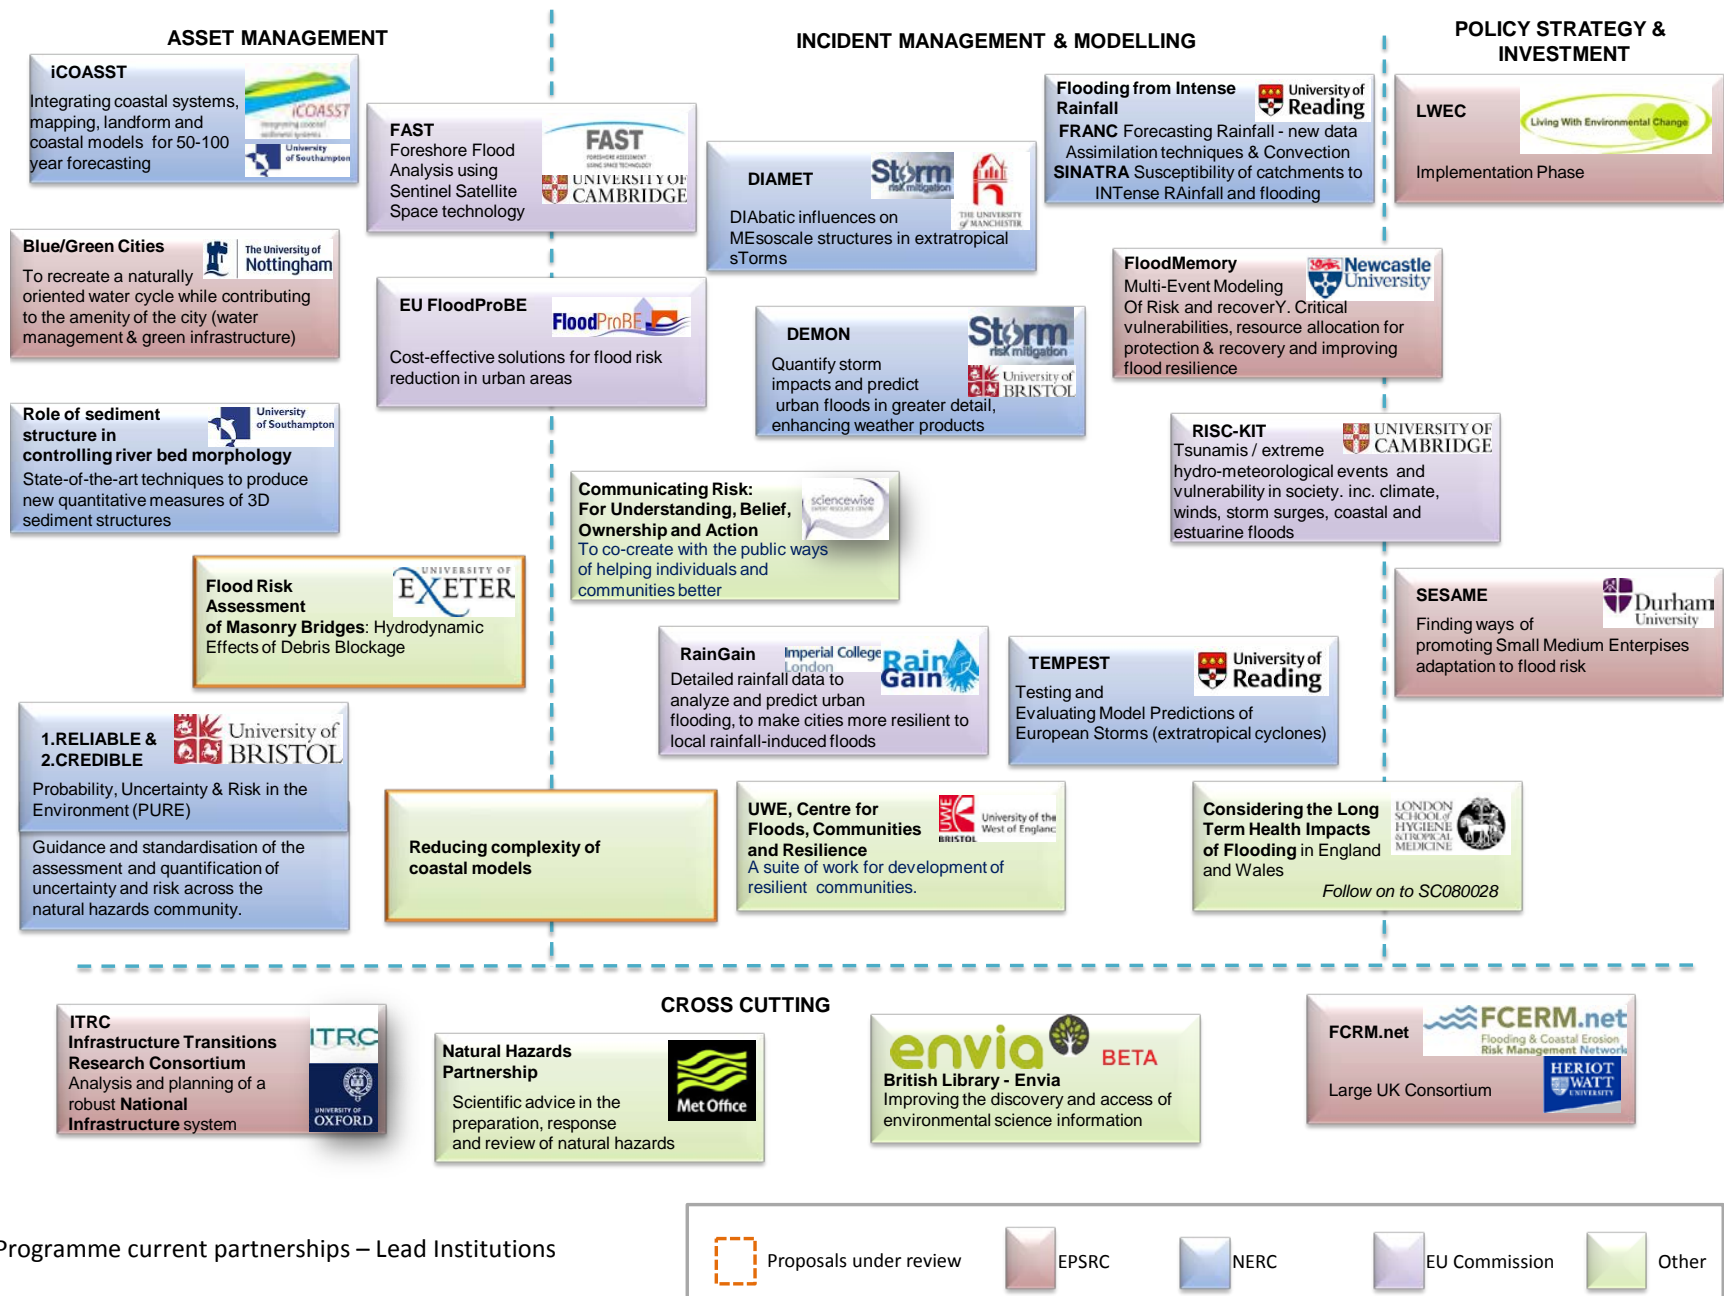 ASSET MANAGEMENT
INCIDENT MANAGEMENT & MODELLING
POLICY STRATEGY &
INVESTMENT
iCOASST
Integrating coastal systems,
mapping, landform and
coastal models for 50-100
year forecasting
iCOASST
integrating coastal
sediment systems
University
of Southampton
FAST
Foreshore Flood
Analysis using
Sentinel Satellite
Space technology
FAST
FORESHORE ASSESSMENT
USING SPACE TECHNOLOGY
UNIVERSITY OF
CAMBRIDGE
DIAMET
Storm
risk mitigation
THE UNIVERSITY
of MANCHESTER
DIAbatic influences on
MEsoscale structures in extratropical
sTorms
Flooding from Intense
Rainfall
University of
Reading
FRANC Forecasting Rainfall - new data
Assimilation techniques & Convection
SINATRA Susceptibility of catchments to
INTense RAinfall and flooding
LWEC
Living With Environmental Change
Implementation Phase
Blue/Green Cities
The University of
Nottingham
To recreate a naturally
oriented water cycle while contributing
to the amenity of the city (water
management & green infrastructure)
EU FloodProBE
FloodProBE
Cost-effective solutions for flood risk
reduction in urban areas
DEMON
Storm
risk mitigation
University of
BRISTOL
Quantify storm
impacts and predict
urban floods in greater detail,
enhancing weather products
FloodMemory
Newcastle
University
Multi-Event Modeling
Of Risk and recoverY. Critical
vulnerabilities, resource allocation for
protection & recovery and improving
flood resilience
Role of sediment
structure in
controlling river bed morphology
University
of Southampton
State-of-the-art techniques to produce
new quantitative measures of 3D
sediment structures
Communicating Risk:
For Understanding, Belief,
Ownership and Action
sciencewise
EXPERT RESOURCE CENTRE
To co-create with the public ways
of helping individuals and
communities better
RISC-KIT
UNIVERSITY OF
CAMBRIDGE
Tsunamis / extreme
hydro-meteorological events and
vulnerability in society. inc. climate,
winds, storm surges, coastal and
estuarine floods
Flood Risk
Assessment
of Masonry Bridges: Hydrodynamic
Effects of Debris Blockage
UNIVERSITY OF
EXETER
SESAME
Durham
University
Finding ways of
promoting Small Medium Enterpises
adaptation to flood risk
RainGain
Imperial College
London
Rain
Gain
Detailed rainfall data to
analyze and predict urban
flooding, to make cities more resilient to
local rainfall-induced floods
TEMPEST
University of
Reading
Testing and
Evaluating Model Predictions of
European Storms (extratropical cyclones)
1.RELIABLE &
2.CREDIBLE
University of
BRISTOL
Probability, Uncertainty & Risk in the
Environment (PURE)
Guidance and standardisation of the
assessment and quantification of
uncertainty and risk across the
natural hazards community.
Reducing complexity of
coastal models
UWE, Centre for
Floods, Communities
and Resilience
UWE
BRISTOL
University of the
West of England
A suite of work for development of
resilient communities.
Considering the Long
Term Health Impacts
of Flooding in England
and Wales
LONDON
SCHOOL of
HYGIENE
& TROPICAL
MEDICINE
Follow on to SC080028
CROSS CUTTING
ITRC
Infrastructure Transitions
Research Consortium
Analysis and planning of a
robust National
Infrastructure system
ITRC
UNIVERSITY OF
OXFORD
Natural Hazards
Partnership
Scientific advice in the
preparation, response
and review of natural hazards
Met Office
envia
BETA
British Library - Envia
Improving the discovery and access of
environmental science information
FCRM.net
FCERM.net
Flooding & Coastal Erosion
Risk Management Network
HERIOT
WATT
UNIVERSITY
Large UK Consortium
Programme current partnerships – Lead Institutions
Proposals under review
EPSRC
NERC
EU Commission
Other